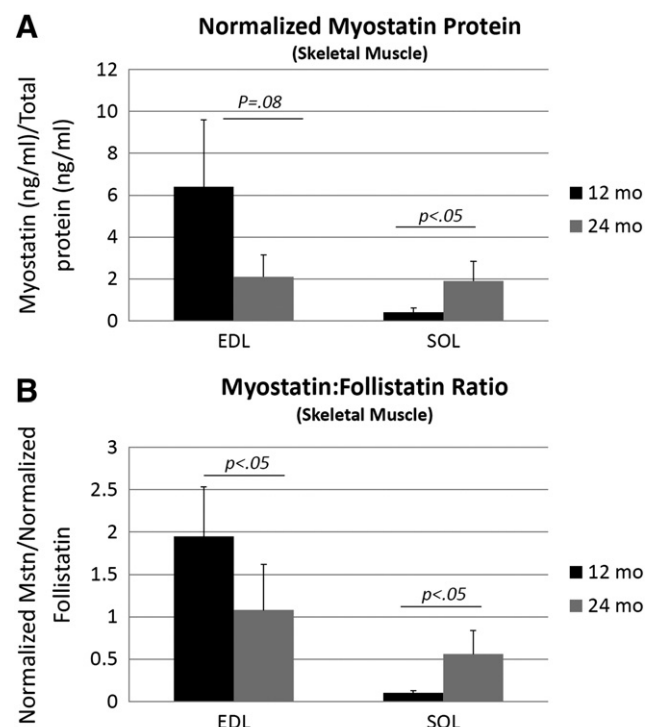 A
Normalized Myostatin Protein
(Skeletal Muscle)
Myostatin (ng/ml)/Total
protein (ng/ml)
12
10
8
6
4
2
0
P=.08
p<.05
EDL
SOL
12 mo
24 mo
B
Myostatin:Follistatin Ratio
(Skeletal Muscle)
Normalized Mstn/Normalized
Follistatin
3
2.5
2
1.5
1
0.5
0
p<.05
p<.05
EDL
SOL
12 mo
24 mo